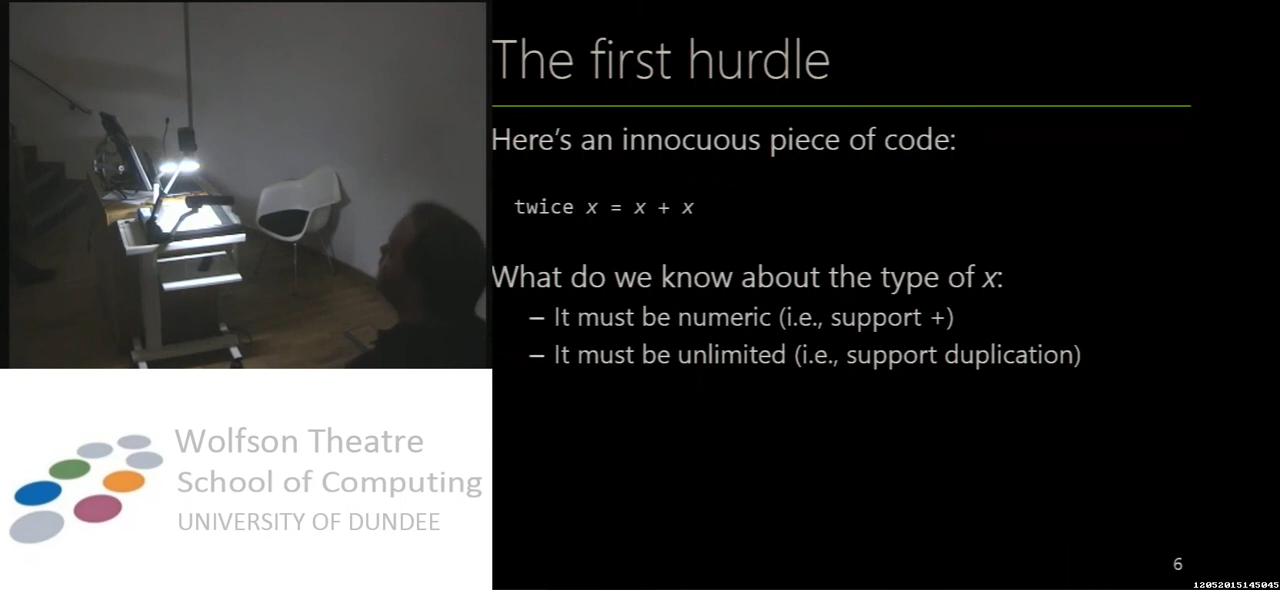 The first hurdle
Here's an innocuous piece of code:
twice x = x + x
What do we know about the type of x:
– It must be numeric (i.e., support +)
– It must be unlimited (i.e., support duplication)
Wolfson Theatre
School of Computing
UNIVERSITY OF DUNDEE
6
12052015145045